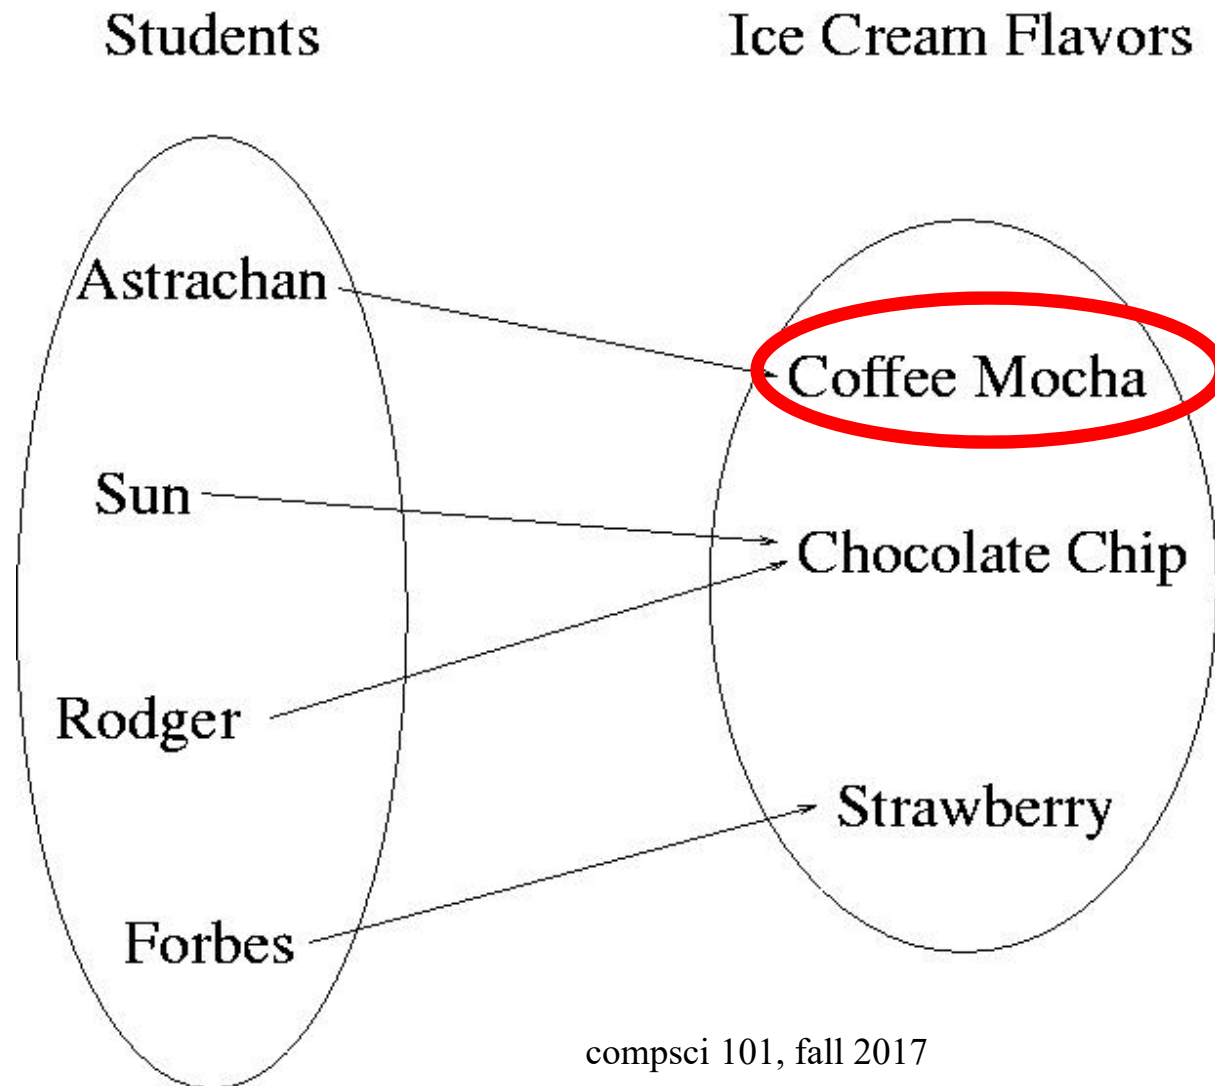 Students
Ice Cream Flavors
Astrachan
Coffee Mocha
Sun
Chocolate Chip
Rodger
Strawberry
Forbes
compsci 101, fall 2017